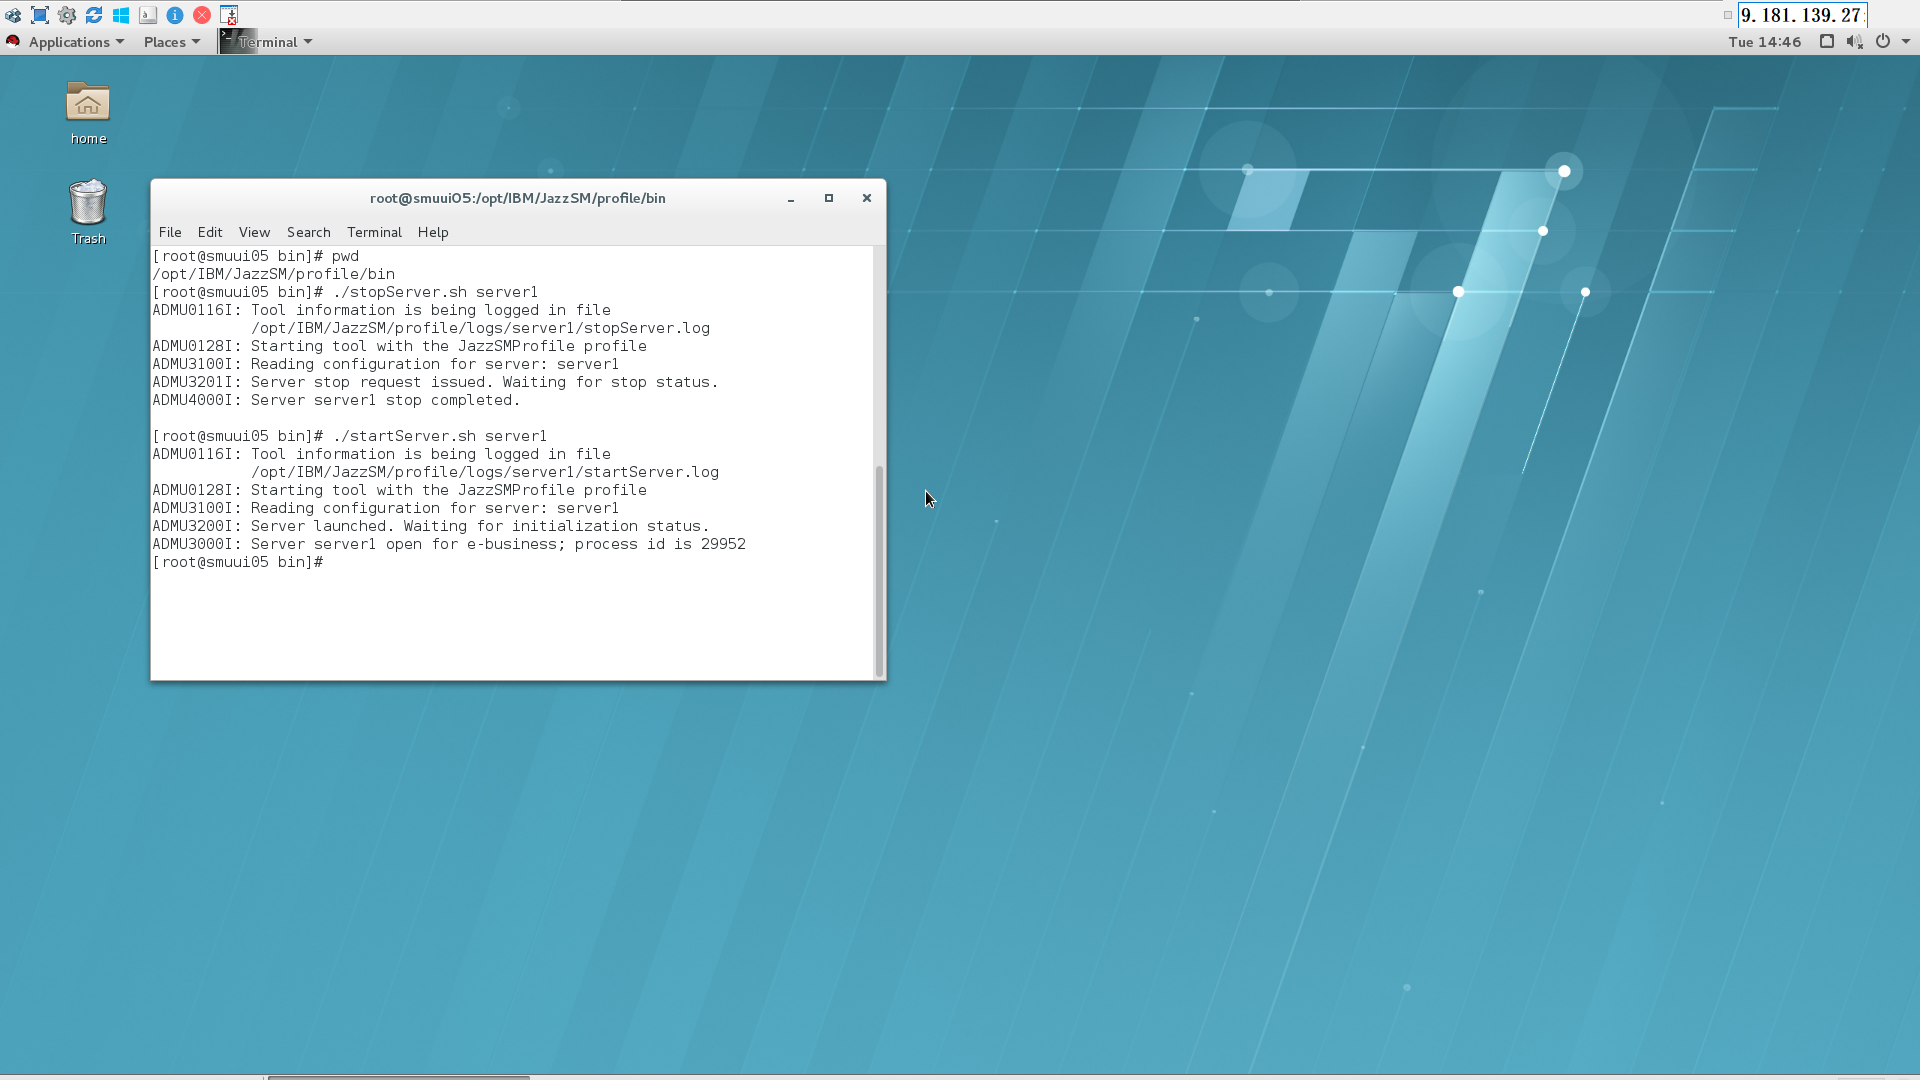 9.181.139.27:
Applications Places Terminal Tue 14:46
home
Trash
root@smuui05:/opt/IBM/JazzSM/profile/bin
File Edit View Search Terminal Help
[root@smuui05 bin]# pwd
/opt/IBM/JazzSM/profile/bin
[root@smuui05 bin]# ./stopServer.sh server1
ADMU0116I: Tool information is being logged in file
           /opt/IBM/JazzSM/profile/logs/server1/stopServer.log
ADMU0128I: Starting tool with the JazzSMProfile profile
ADMU3100I: Reading configuration for server: server1
ADMU3201I: Server stop request issued. Waiting for stop status.
ADMU4000I: Server server1 stop completed.
[root@smuui05 bin]# ./startServer.sh server1
ADMU0116I: Tool information is being logged in file
           /opt/IBM/JazzSM/profile/logs/server1/startServer.log
ADMU0128I: Starting tool with the JazzSMProfile profile
ADMU3100I: Reading configuration for server: server1
ADMU3200I: Server launched. Waiting for initialization status.
ADMU3000I: Server server1 open for e-business; process id is 29952
[root@smuui05 bin]#